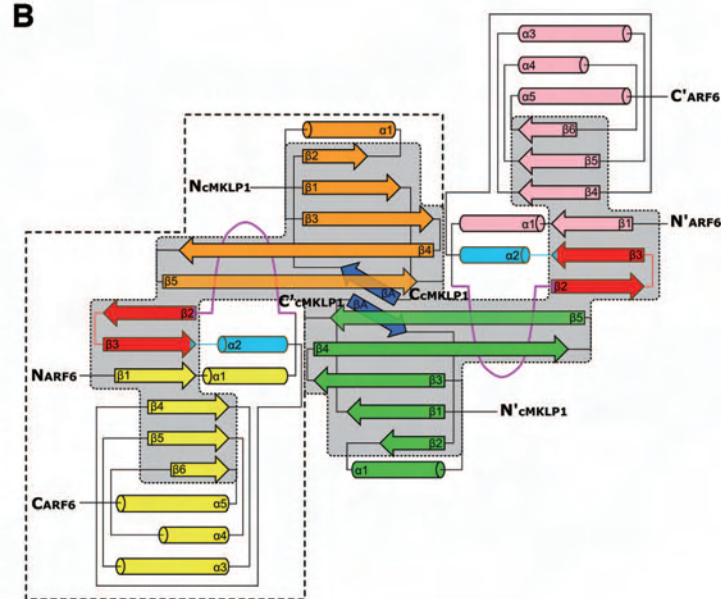 B
α3
α4
α5
C'ARF6
β6
β5
β4
α1
β2
NCMKLP1
β1
β3
β4
β5
α1
β1
N'ARF6
α2
β3
β2
βA
CCMKLP1
C'CMKLP1
βA
β2
β3
α2
NARF6
β1
α1
β5
β4
β3
β1
N'CMKLP1
β2
α1
β4
β5
β6
CARF6
α5
α4
α3